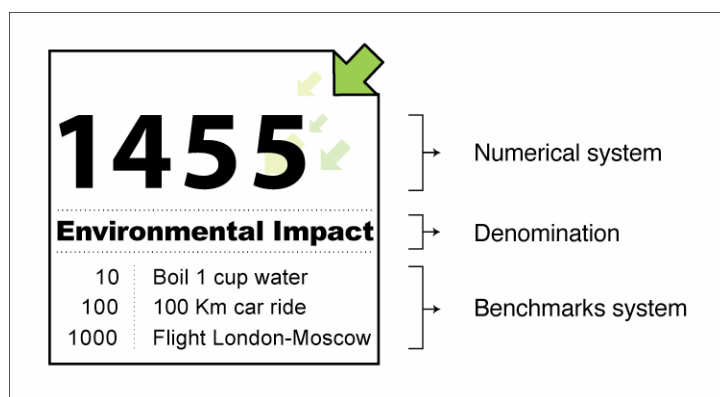 1455
Numerical system
Environmental Impact
Denomination
10 Boil 1 cup water
100 100 Km car ride
1000 Flight London-Moscow
Benchmarks system